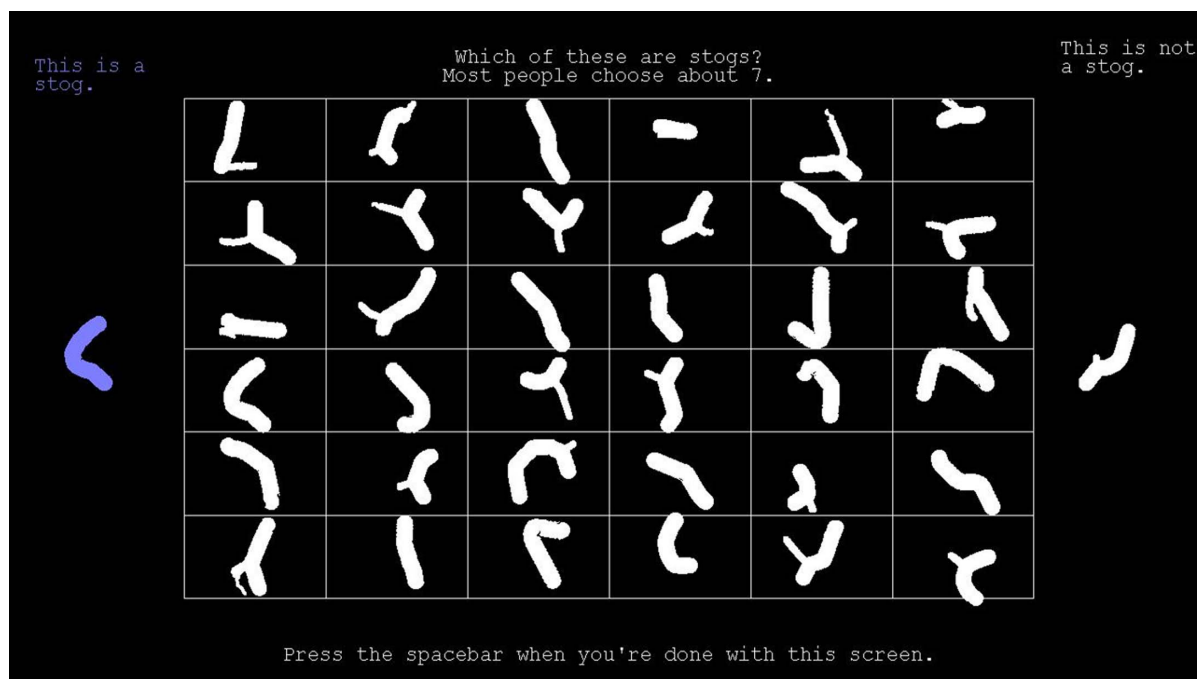 This is a
stog.
Which of these are stogs?
Most people choose about 7.
This is not
a stog.
Press the spacebar when you're done with this screen.